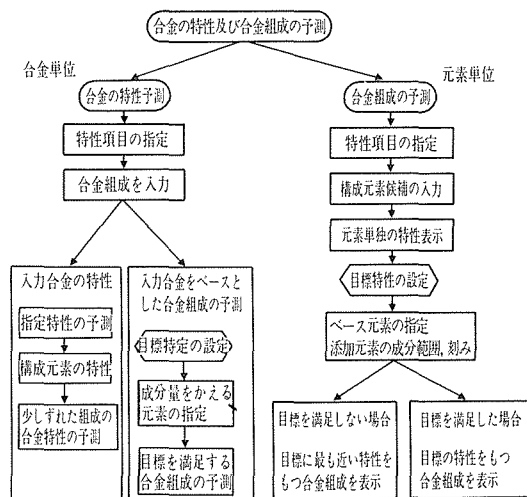 合金の特性及び合金組成の予測
合金単位
元素単位
合金の特性予測
特性項目の指定
合金組成を入力
入力合金の特性
指定特性の予測
構成元素の特性
少しずれた組成の
合金特性の予測
入力合金をベースと
した合金組成の予測
目標特定の設定
成分量をかえる
元素の指定
目標を満足する
合金組成の予測
合金組成の予測
特性項目の指定
構成元素候補の入力
元素単独の特性表示
目標特性の設定
ベース元素の指定
添加元素の成分範囲,刻み
目標を満足しない場合
目標に最も近い特性を
もつ合金組成を表示
目標を満足した場合
目標の特性をもつ
合金組成を表示